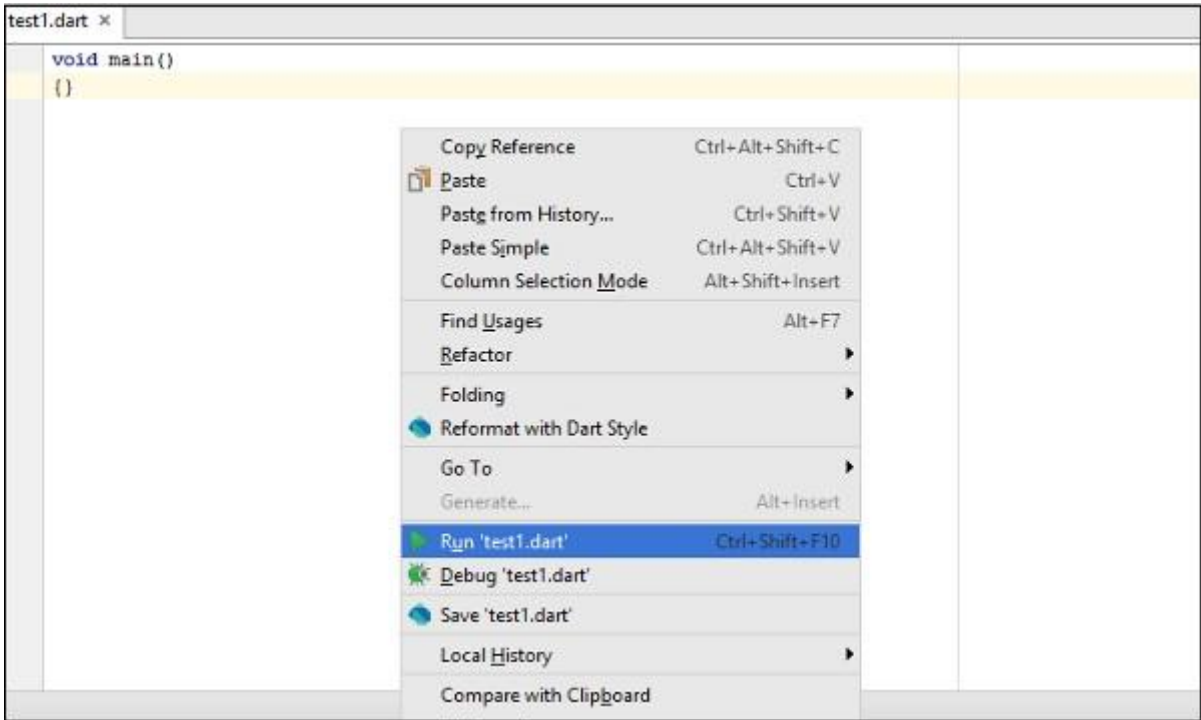 test1.dart ×
void main()
{}
Copy Reference Ctrl+Alt+Shift+C
Paste Ctrl+V
Paste from History... Ctrl+Shift+V
Paste Simple Ctrl+Alt+Shift+V
Column Selection Mode Alt+Shift+Insert
Find Usages Alt+F7
Refactor
Folding
Reformat with Dart Style
Go To
Generate... Alt+Insert
Run 'test1.dart' Ctrl+Shift+F10
Debug 'test1.dart'
Save 'test1.dart'
Local History
Compare with Clipboard